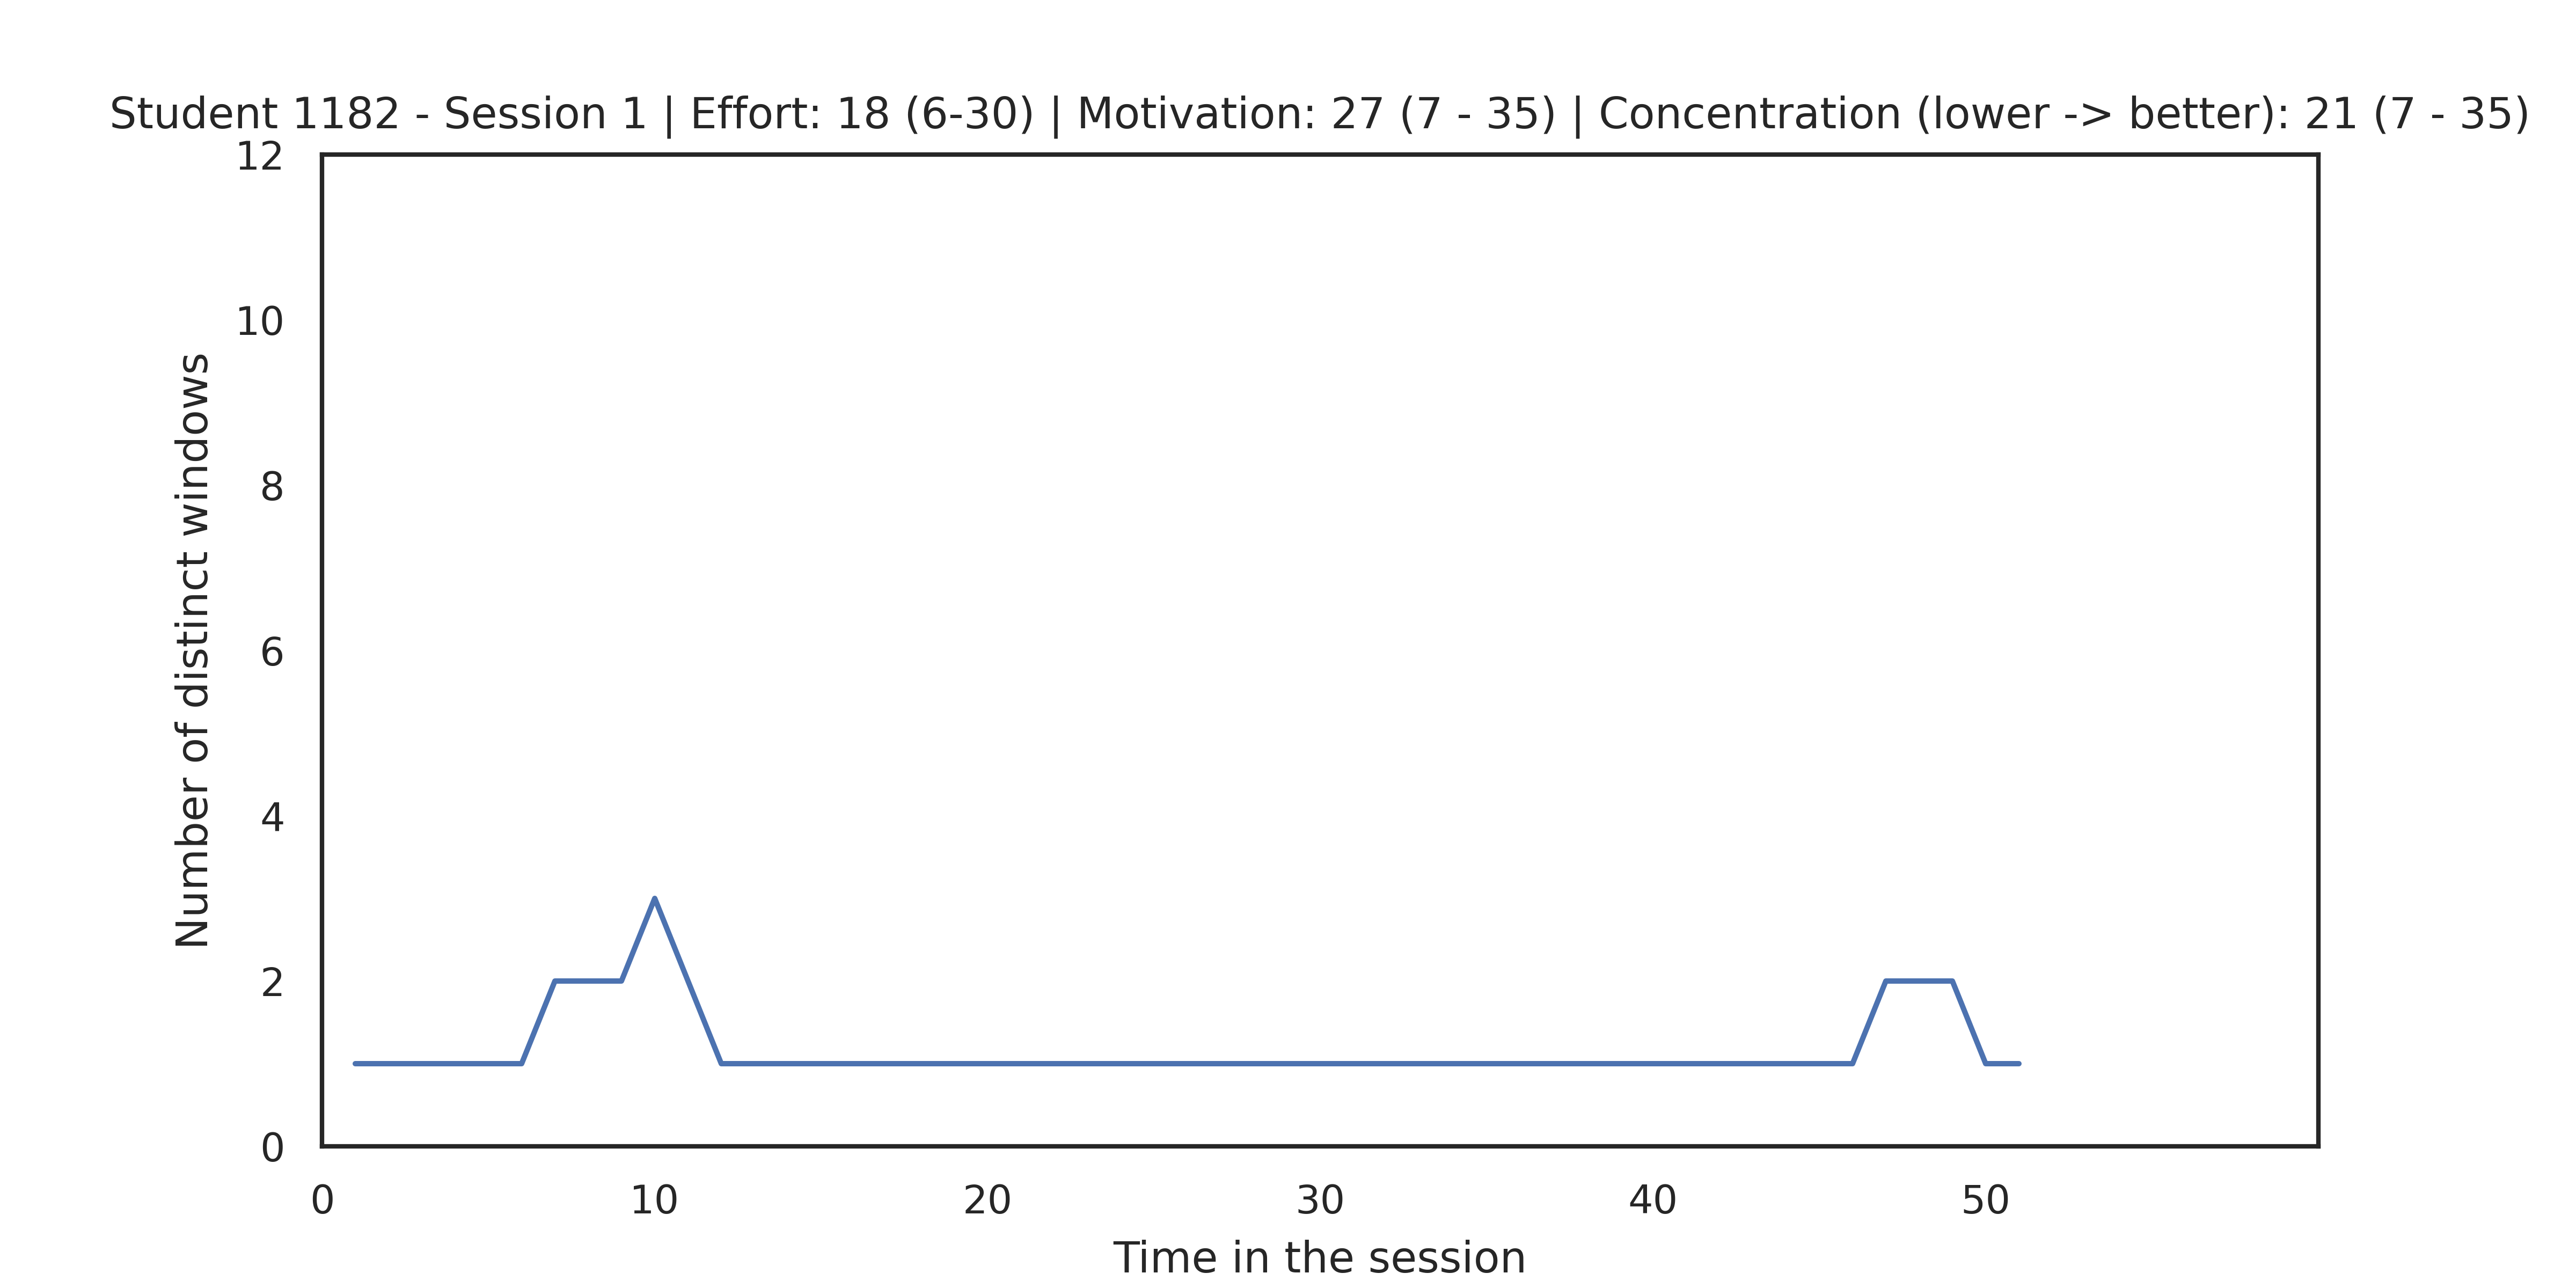 Student 1182 - Session 1 | Effort: 18 (6-30) | Motivation: 27 (7 - 35) | Concentration (lower -> better): 21 (7 - 35)
12
10
8
6
4
2
0
Number of distinct windows
0 10 20 30 40 50
Time in the session